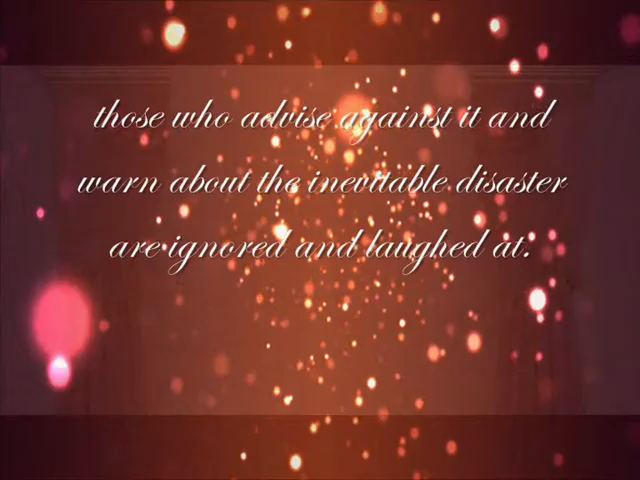 those who advise against it and
warn about the inevitable disaster
are ignored and laughed at.